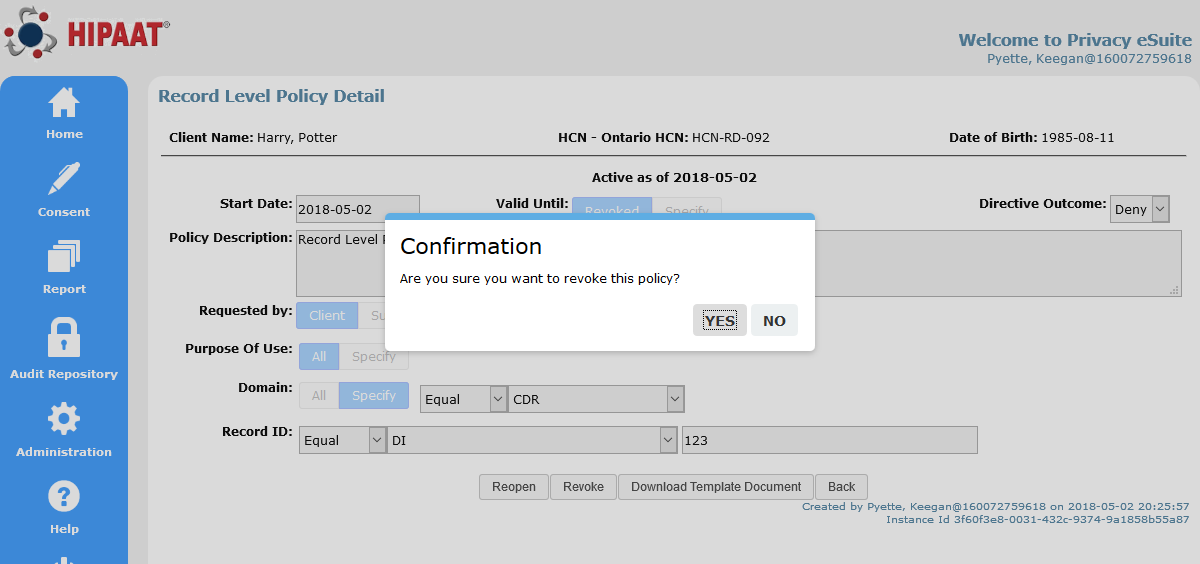 HIPAAT®
Welcome to Privacy eSuite
Pyette, Keegan@160072759618
Home
Consent
Report
Audit Repository
Administration
Help
Record Level Policy Detail
Client Name: Harry, Potter HCN - Ontario HCN: HCN-RD-092 Date of Birth: 1985-08-11
Active as of 2018-05-02
Start Date: 2018-05-02 Valid Until: Revoked Specify Directive Outcome: Deny
Policy Description: Record Level
Confirmation
Are you sure you want to revoke this policy?
YES NO
Requested by: Client
Purpose Of Use: All Specify
Domain: All Specify Equal CDR
Record ID: Equal DI 123
Reopen Revoke Download Template Document Back
Created by Pyette, Keegan@160072759618 on 2018-05-02 20:25:57
Instance Id 3f60f3e8-0031-432c-9374-9a1858b55a87